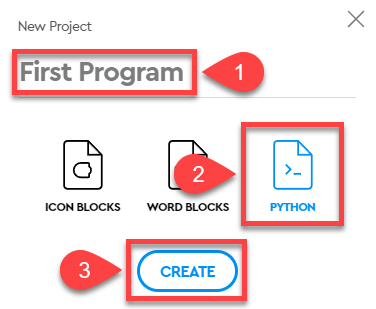 New Project
First Program
1
2
ICON BLOCKS
WORD BLOCKS
PYTHON
3
CREATE